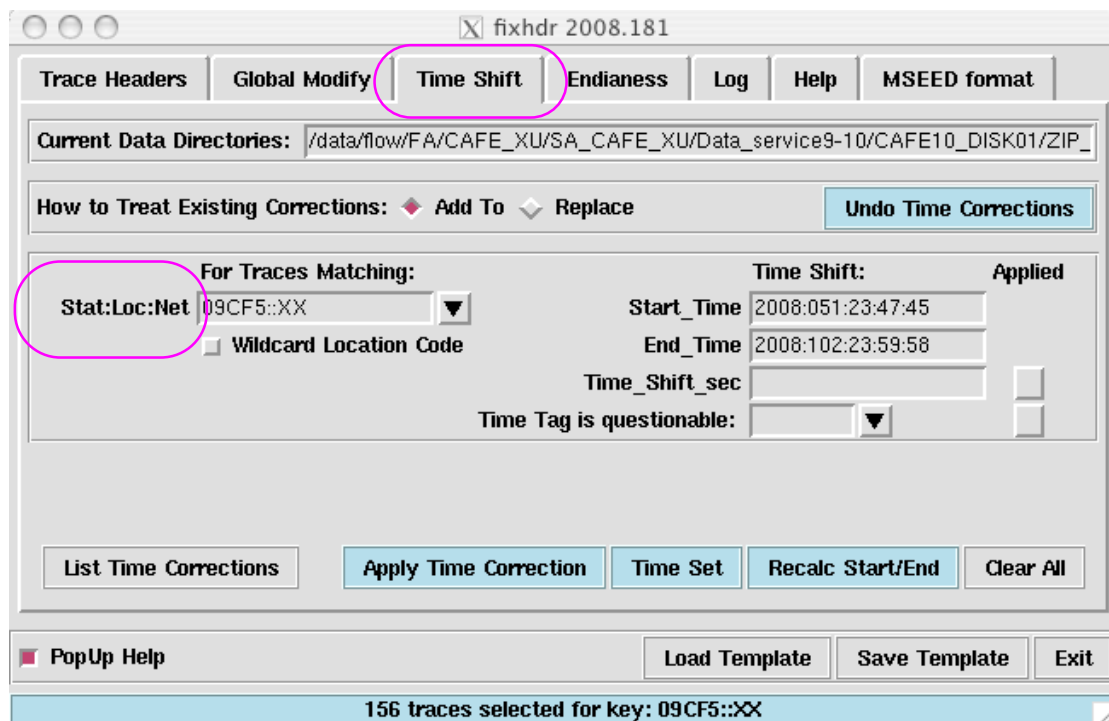 fixhdr 2008.181
Trace Headers Global Modify Time Shift Endianess Log Help MSEED format
Current Data Directories: /data/flow/FA/CAFE_XU/SA_CAFE_XU/Data_service9-10/CAFE10_DISK01/ZIP_
How to Treat Existing Corrections: Add To Replace Undo Time Corrections
For Traces Matching: Time Shift: Applied
Stat:Loc:Net 09CF5::XX Start_Time 2008:051:23:47:45
Wildcard Location Code End_Time 2008:102:23:59:58
Time_Shift_sec
Time Tag is questionable:
List Time Corrections Apply Time Correction Time Set Recalc Start/End Clear All
PopUp Help Load Template Save Template Exit
156 traces selected for key: 09CF5::XX